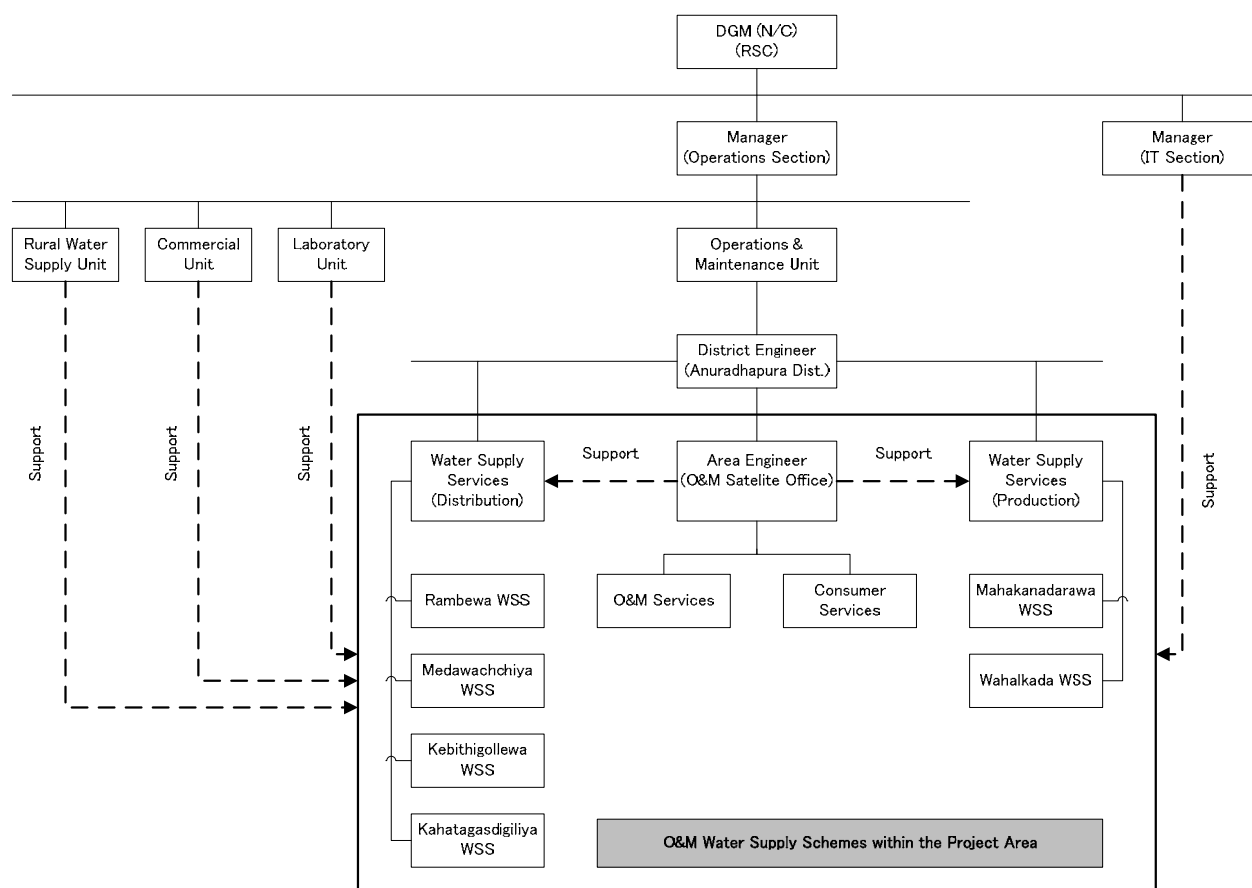 DGM (N/C)
(RSC)
Manager
(Operations Section)
Manager
(IT Section)
Rural Water
Supply Unit
Commercial
Unit
Laboratory
Unit
Operations &
Maintenance Unit
District Engineer
(Anuradhapura Dist.)
Support
Support
Support
Support
Water Supply
Services
(Distribution)
Support
Area Engineer
(O&M Satelite Office)
Support
Water Supply
Services
(Production)
Rambewa WSS
O&M Services
Consumer
Services
Mahakanadarawa
WSS
Medawachchiya
WSS
Wahalkada WSS
Kebithigollewa
WSS
Kahatagasdigiliya
WSS
O&M Water Supply Schemes within the Project Area